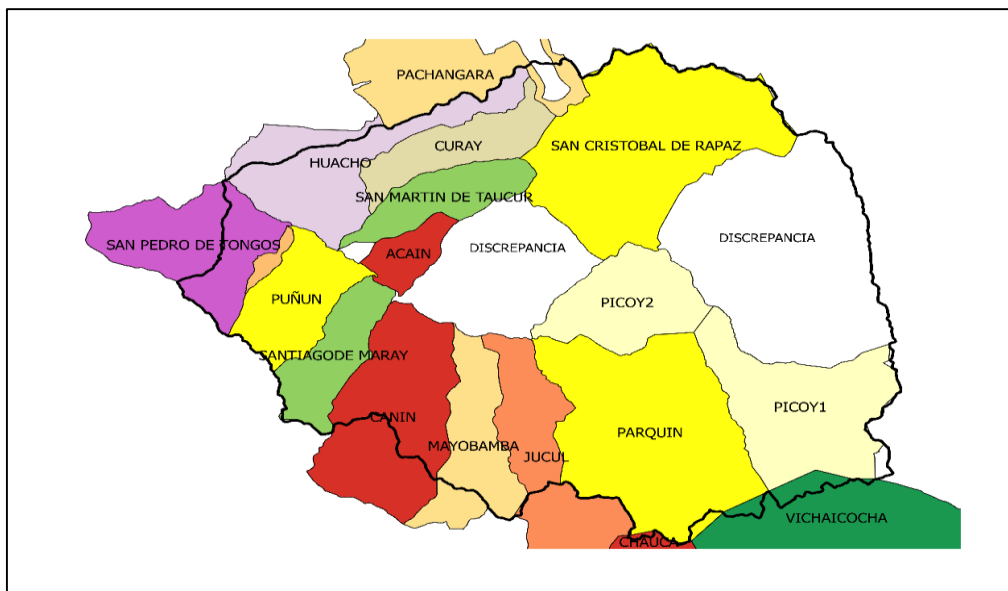 PACHANGARA
CURAY
SAN CRISTOBAL DE RAPAZ
HUACHO
SAN MARTIN DE TAUCUR
SAN PEDRO DE TONGOS
ACAIN
DISCREPANCIA
DISCREPANCIA
PUÑUN
PICOY2
SANTIAGODE MARAY
PICOY1
CANIN
MAYOBAMBA
PARQUIN
JUCUL
VICHAICOCHA
CHAUCA